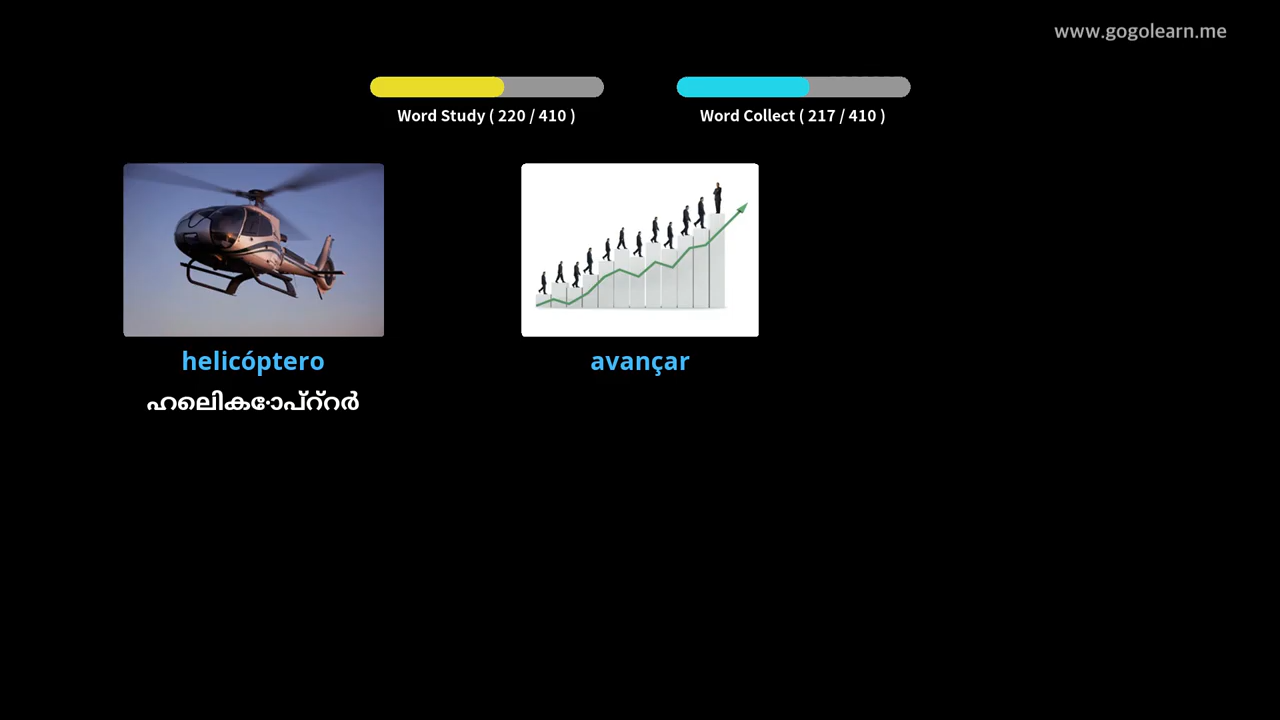 www.gogolearn.me
Word Study ( 220 / 410 )
Word Collect ( 217 / 410 )
helicóptero
avançar
ഹെലികോപ്റ്റർ